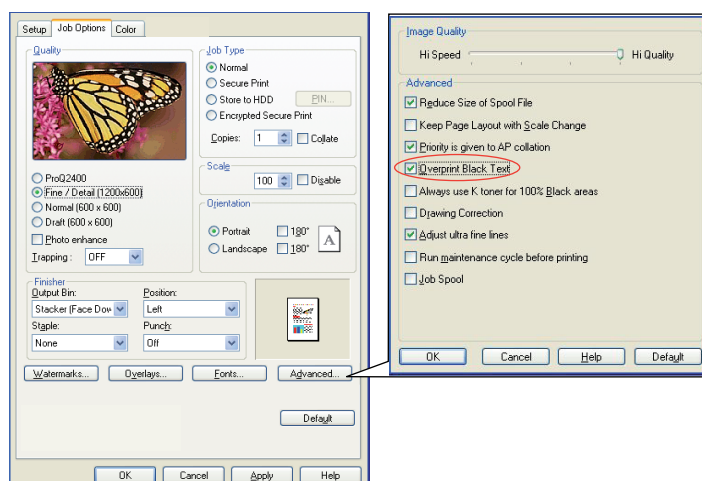 Setup Job Options Color
Quality
ProQ2400
Fine / Detail (1200x600)
Normal (600 x 600)
Draft (600 x 600)
Photo enhance
Trapping : OFF
Job Type
Normal
Secure Print
Store to HDD PIN...
Encrypted Secure Print
Copies: 1 Collate
Scale
100 Disable
Orientation
Portrait 180°
Landscape 180°
A
Finisher
Output Bin: Position:
Stacker (Face Dow Left
Staple: Punch:
None Off
Watermarks... Overlays... Fonts... Advanced...
Default
OK Cancel Apply Help
Image Quality
Hi Speed Hi Quality
Advanced
Reduce Size of Spool File
Keep Page Layout with Scale Change
Priority is given to AP collation
Overprint Black Text
Always use K toner for 100% Black areas
Drawing Correction
Adjust ultra fine lines
Run maintenance cycle before printing
Job Spool
OK Cancel Help Default